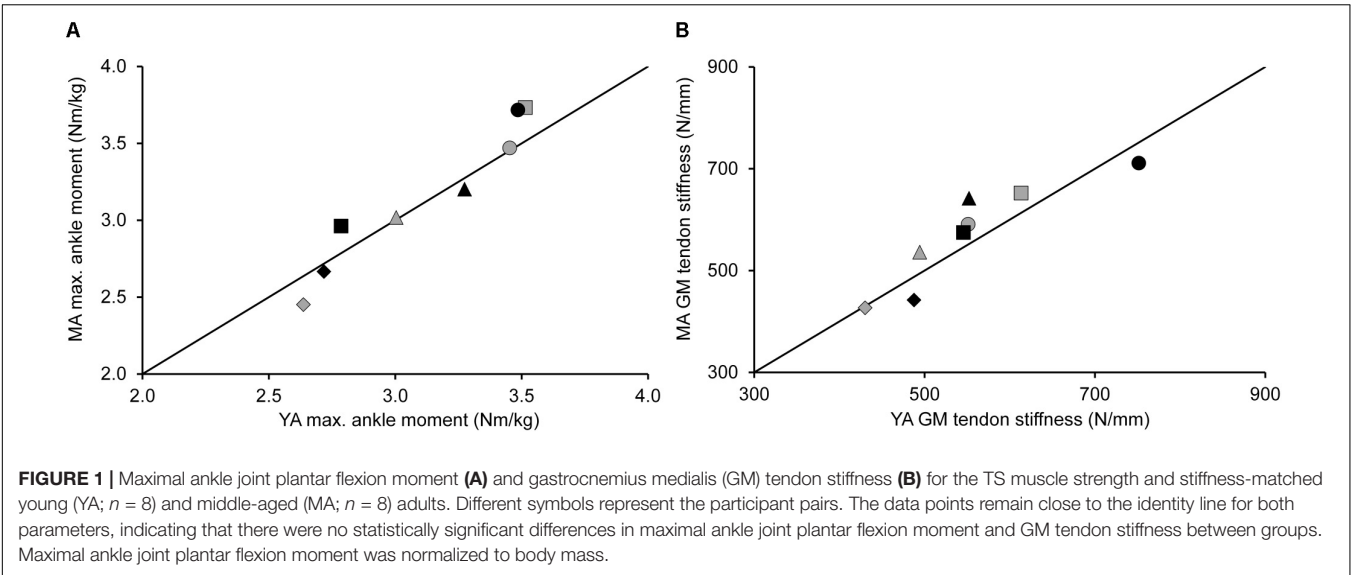 A
4.0
3.5
3.0
2.5
2.0
MA max. ankle moment (Nm/kg)
2.0 2.5 3.0 3.5 4.0
YA max. ankle moment (Nm/kg)
B
900
700
500
300
MA GM tendon stiffness (N/mm)
300 500 700 900
YA GM tendon stiffness (N/mm)
FIGURE 1 | Maximal ankle joint plantar flexion moment (A) and gastrocnemius medialis (GM) tendon stiffness (B) for the TS muscle strength and stiffness-matched
young (YA; n = 8) and middle-aged (MA; n = 8) adults. Different symbols represent the participant pairs. The data points remain close to the identity line for both
parameters, indicating that there were no statistically significant differences in maximal ankle joint plantar flexion moment and GM tendon stiffness between groups.
Maximal ankle joint plantar flexion moment was normalized to body mass.